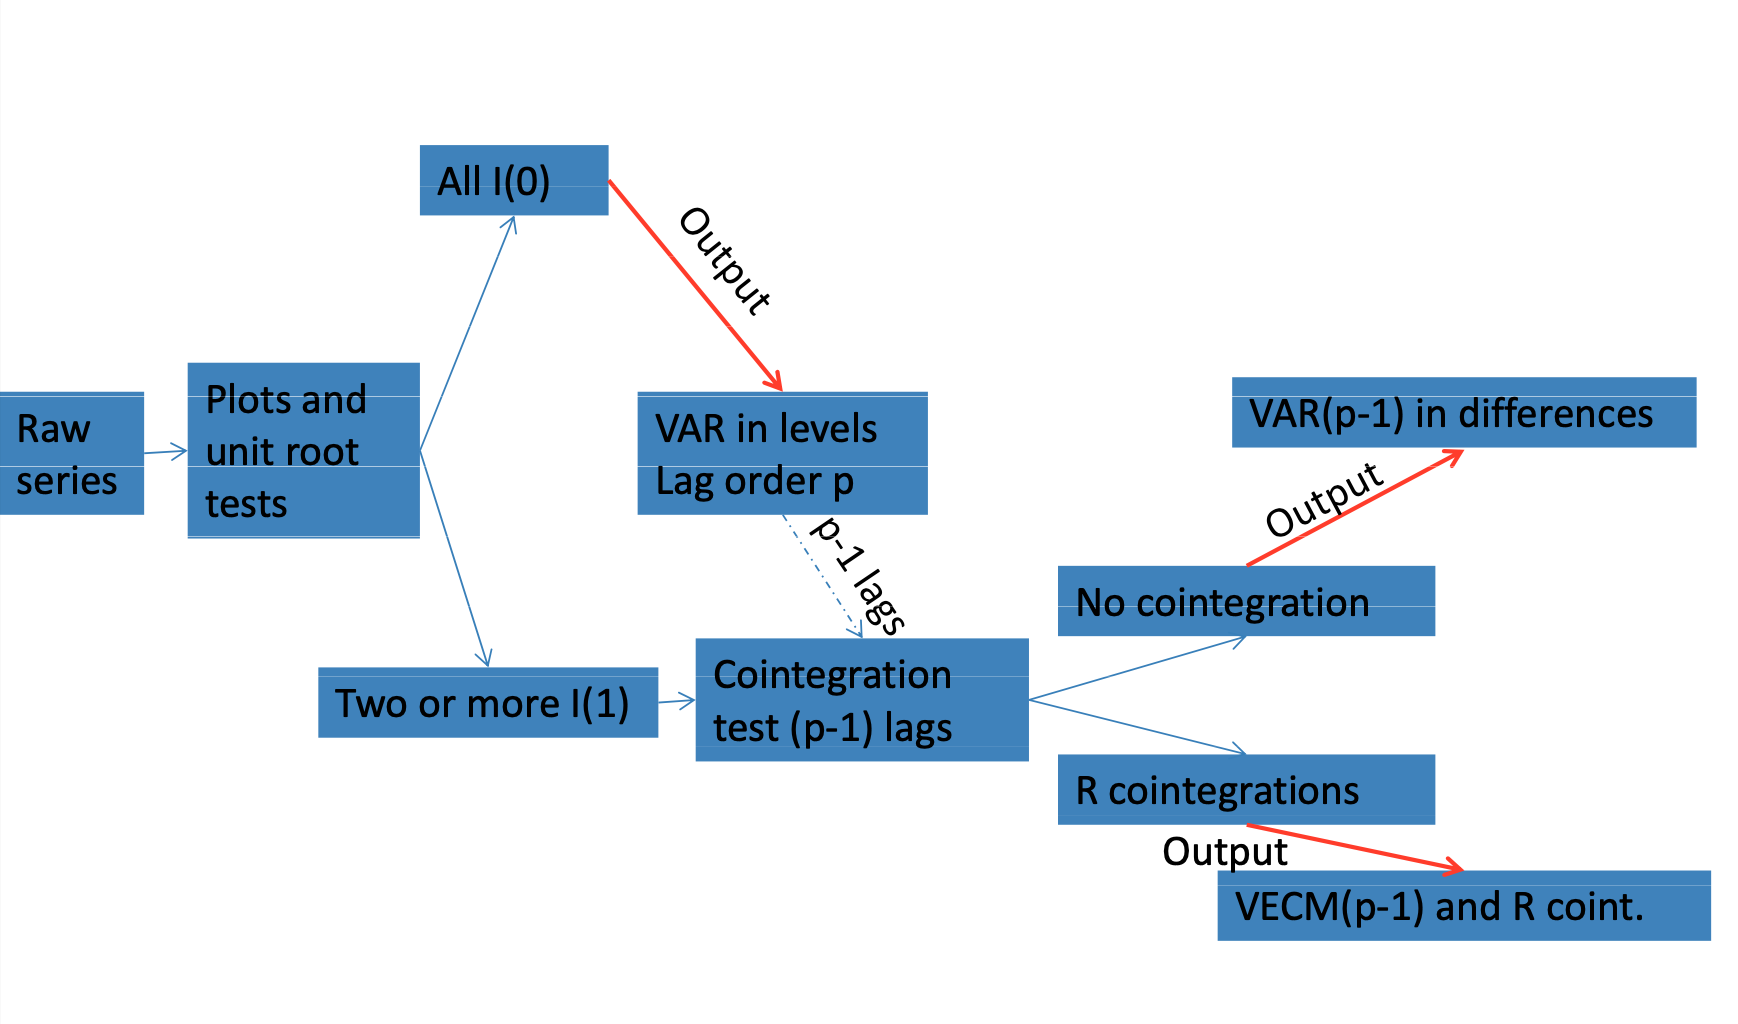 All I(0)
Output
Raw
series
Plots and
unit root
tests
VAR in levels
Lag order p
p-1 lags
Two or more I(1)
Cointegration
test (p-1) lags
VAR(p-1) in differences
Output
No cointegration
R cointegrations
Output
VECM(p-1) and R coint.